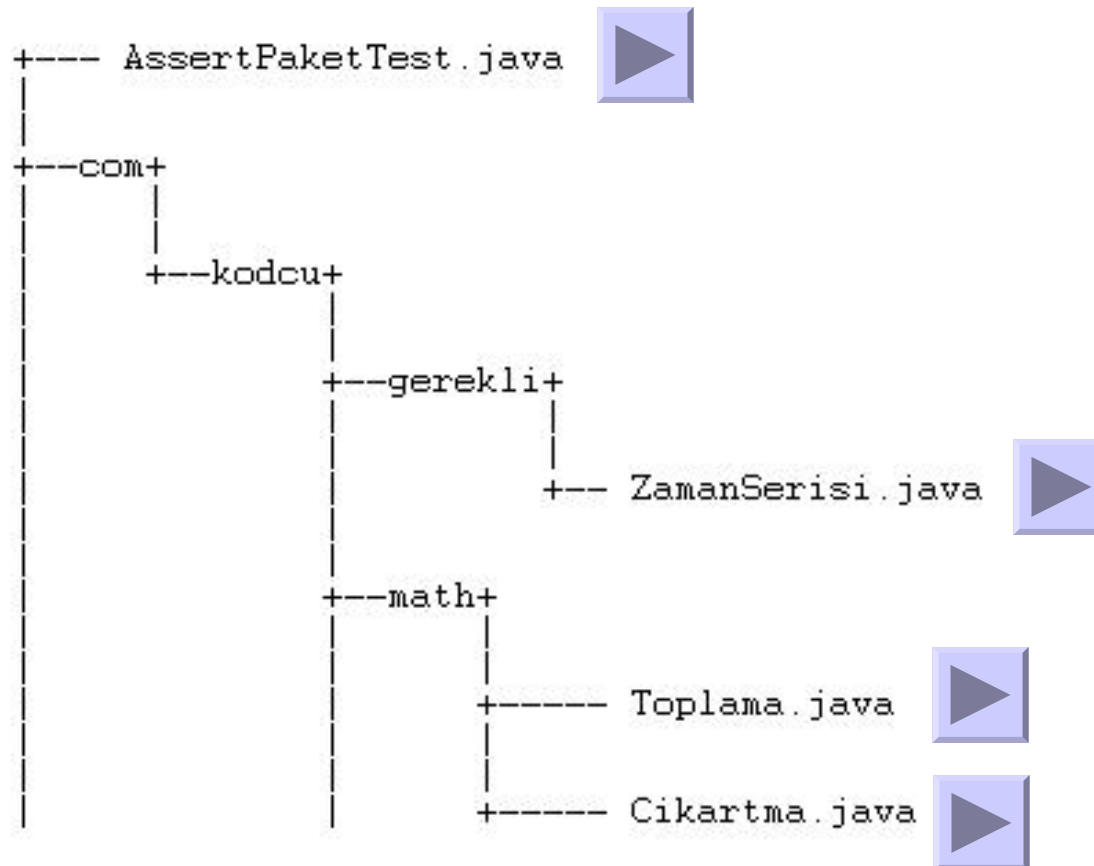 +--- AssertPaketTest.java
+--com+
+--kodcu+
+--gerekli+
+-- ZamanSerisi.java
+--math+
+----- Toplama.java
+----- Cikartma.java